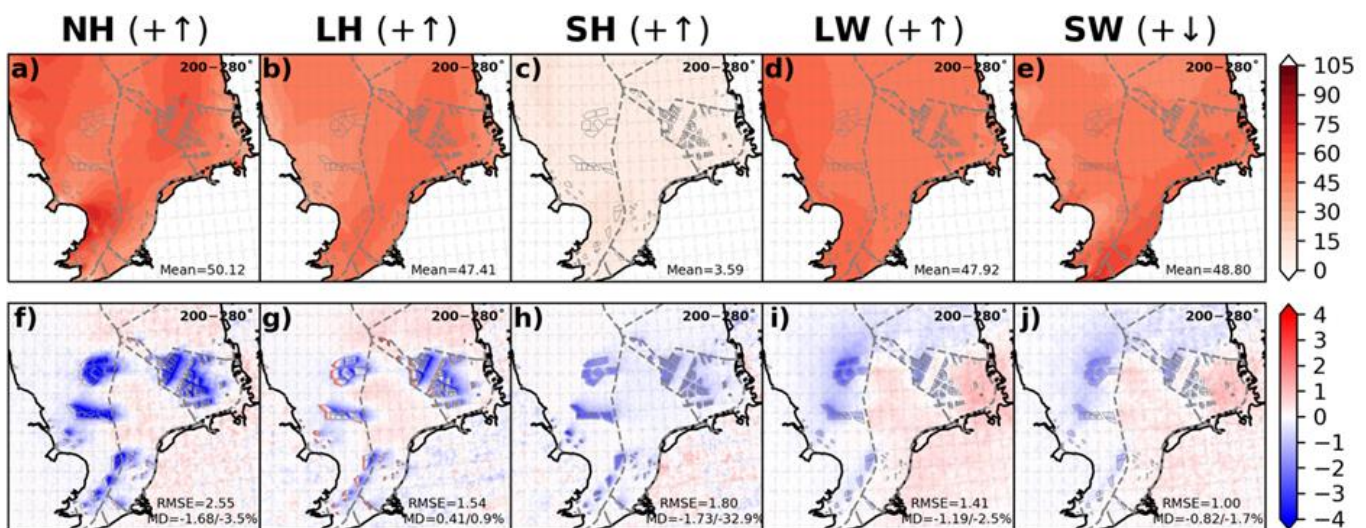 NH (+↑) LH (+↑) SH (+↑) LW (+↑) SW (+↓)
a) 200−280° b) 200−280° c) 200−280° d) 200−280° e) 200−280°
105
90
75
60
45
30
15
0
Mean=50.12 Mean=47.41 Mean=3.59 Mean=47.92 Mean=48.80
f) 200−280° g) 200−280° h) 200−280° i) 200−280° j) 200−280°
4
3
2
1
0
−1
−2
−3
−4
RMSE=2.55 RMSE=1.54 RMSE=1.80 RMSE=1.41 RMSE=1.00
MD=-1.68/-3.5% MD=0.41/0.9% MD=-1.73/-32.9% MD=-1.19/-2.5% MD=-0.82/-1.7%